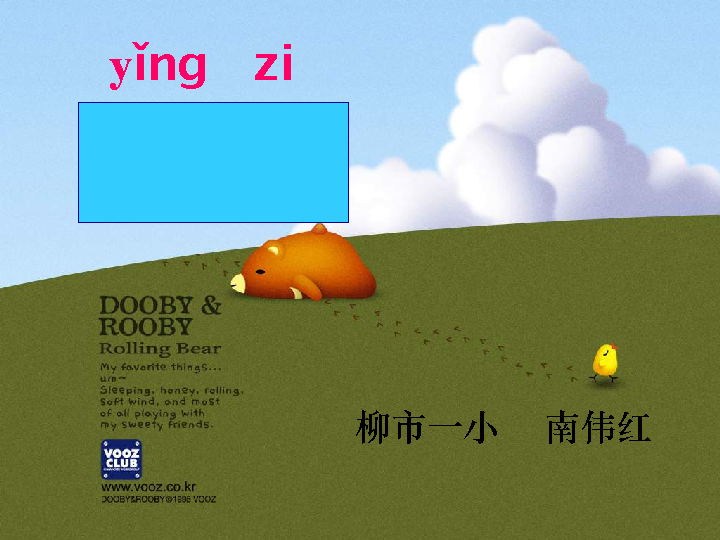 yǐng zi
DOOBY &
ROOBY
Rolling Bear
My favorite things...
um~
Sleeping, honey, rolling,
soft wind, and most
of all playing with
my sweety friends.
柳市一小 南伟红
VOOZ
CLUB
www.vooz.co.kr
DOOBY&ROOBY©1996 VOOZ